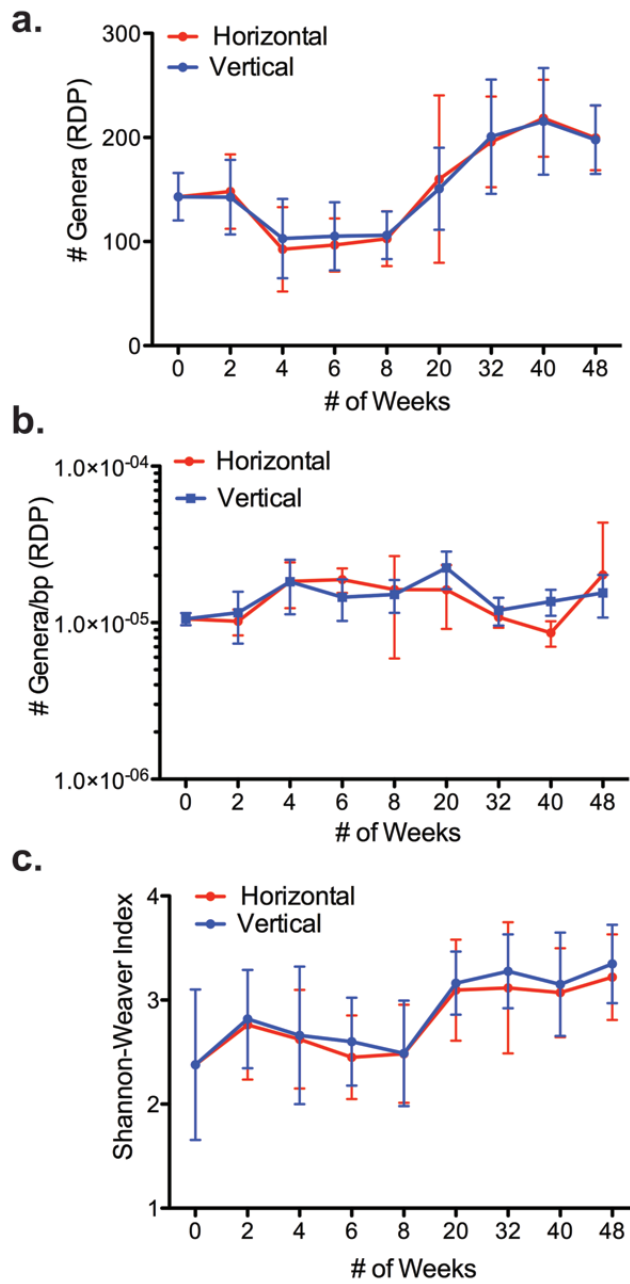 a.
Horizontal
Vertical
# Genera (RDP)
300
200
100
0
0 2 4 6 8 20 32 40 48
# of Weeks
b.
Horizontal
Vertical
# Genera/bp (RDP)
1.0×10-04
1.0×10-05
1.0×10-06
0 2 4 6 8 20 32 40 48
# of Weeks
c.
Horizontal
Vertical
Shannon-Weaver Index
4
3
2
1
0 2 4 6 8 20 32 40 48
# of Weeks